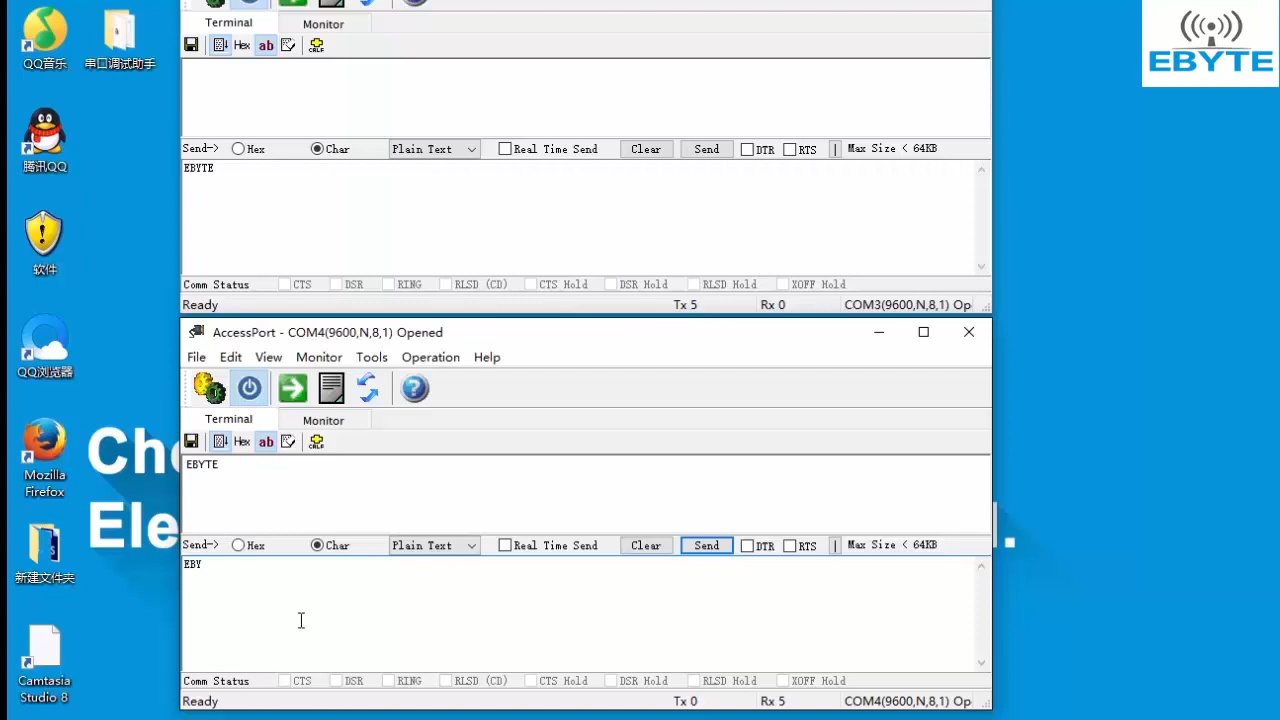 QQ音乐
串口调试助手
腾讯QQ
软件
QQ浏览器
Mozilla
Firefox
新建文件夹
Camtasia
Studio 8
EBYTE
Terminal
Monitor
Hex
ab
CRLF
Send->
Hex
Char
Plain Text
Real Time Send
Clear
Send
DTR
RTS
| Max Size < 64KB
EBYTE
Comm Status
CTS
DSR
RING
RLSD (CD)
CTS Hold
DSR Hold
RLSD Hold
XOFF Hold
Ready
Tx 5
Rx 0
COM3(9600,N,8,1) Op
AccessPort - COM4(9600,N,8,1) Opened
File Edit View Monitor Tools Operation Help
Terminal
Monitor
Hex
ab
CRLF
EBYTE
Send->
Hex
Char
Plain Text
Real Time Send
Clear
Send
DTR
RTS
| Max Size < 64KB
EBY
Comm Status
CTS
DSR
RING
RLSD (CD)
CTS Hold
DSR Hold
RLSD Hold
XOFF Hold
Ready
Tx 0
Rx 5
COM4(9600,N,8,1) Op
Ch
Ele
.